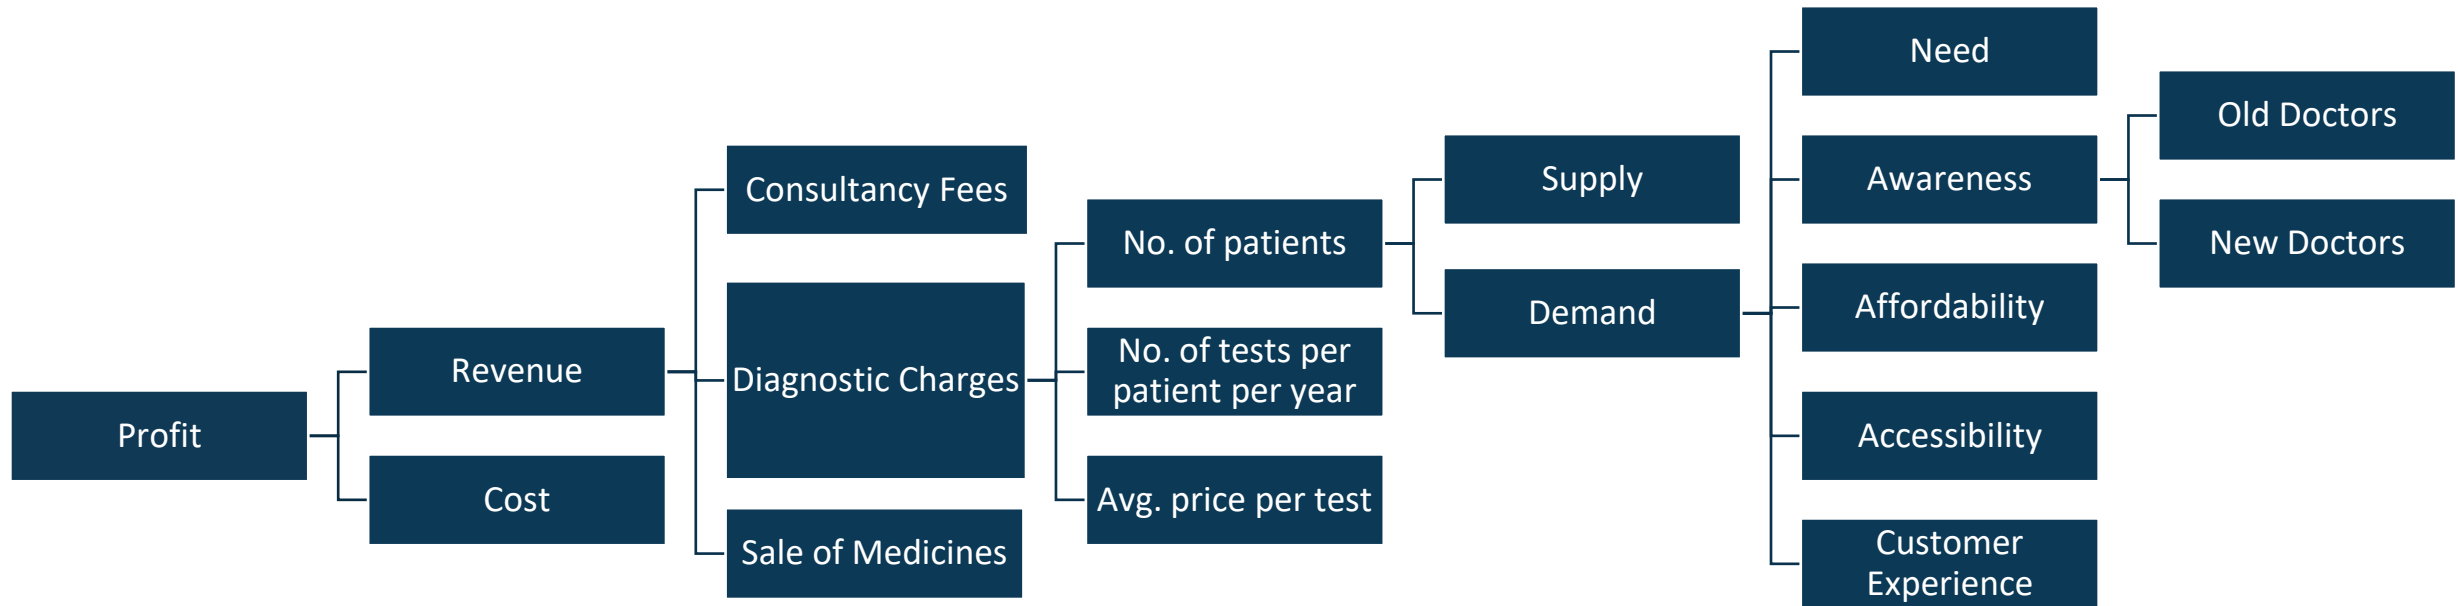 Profit
Revenue
Cost
Consultancy Fees
Diagnostic Charges
Sale of Medicines
No. of patients
No. of tests per
patient per year
Avg. price per test
Supply
Demand
Need
Awareness
Affordability
Accessibility
Customer
Experience
Old Doctors
New Doctors